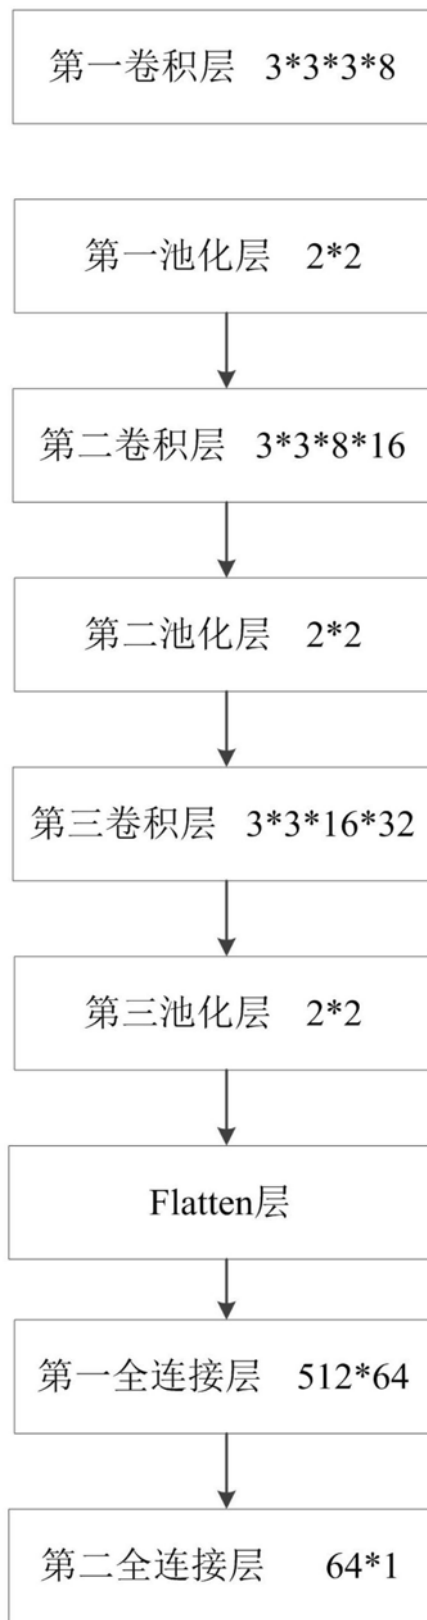 第一卷积层 3*3*3*8
第一池化层 2*2
第二卷积层 3*3*8*16
第二池化层 2*2
第三卷积层 3*3*16*32
第三池化层 2*2
Flatten层
第一全连接层 512*64
第二全连接层 64*1